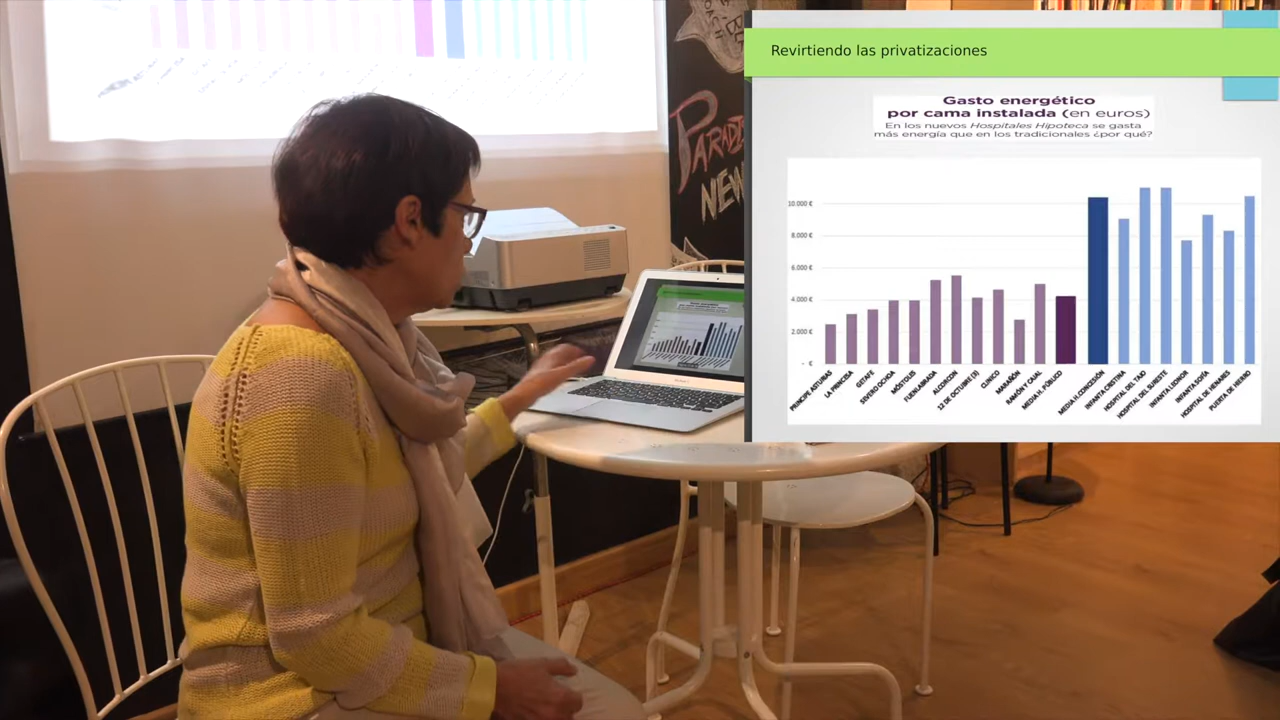 Revirtiendo las privatizaciones
Gasto energético
por cama instalada (en euros)
En los nuevos Hospitales Hipoteca se gasta
más energía que en los tradicionales ¿por qué?
10.000 €
8.000 €
6.000 €
4.000 €
2.000 €
- €
PRINCIPE ASTURIAS
LA PRINCESA
GETAFE
SEVERO OCHOA
MÓSTOLES
FUENLABRADA
ALCORCON
12 DE OCTUBRE (3)
CLINICO
MARAÑON
RAMÓN Y CAJAL
MEDIA H. PÚBLICO
MEDIA H.CONCESIÓN
INFANTA CRISTINA
HOSPITAL DEL TAJO
HOSPITAL DEL SURESTE
INFANTA LEONOR
INFANTA SOFÍA
HOSPITAL DE HENARES
PUERTA DE HIERRO
PARADI
NEW